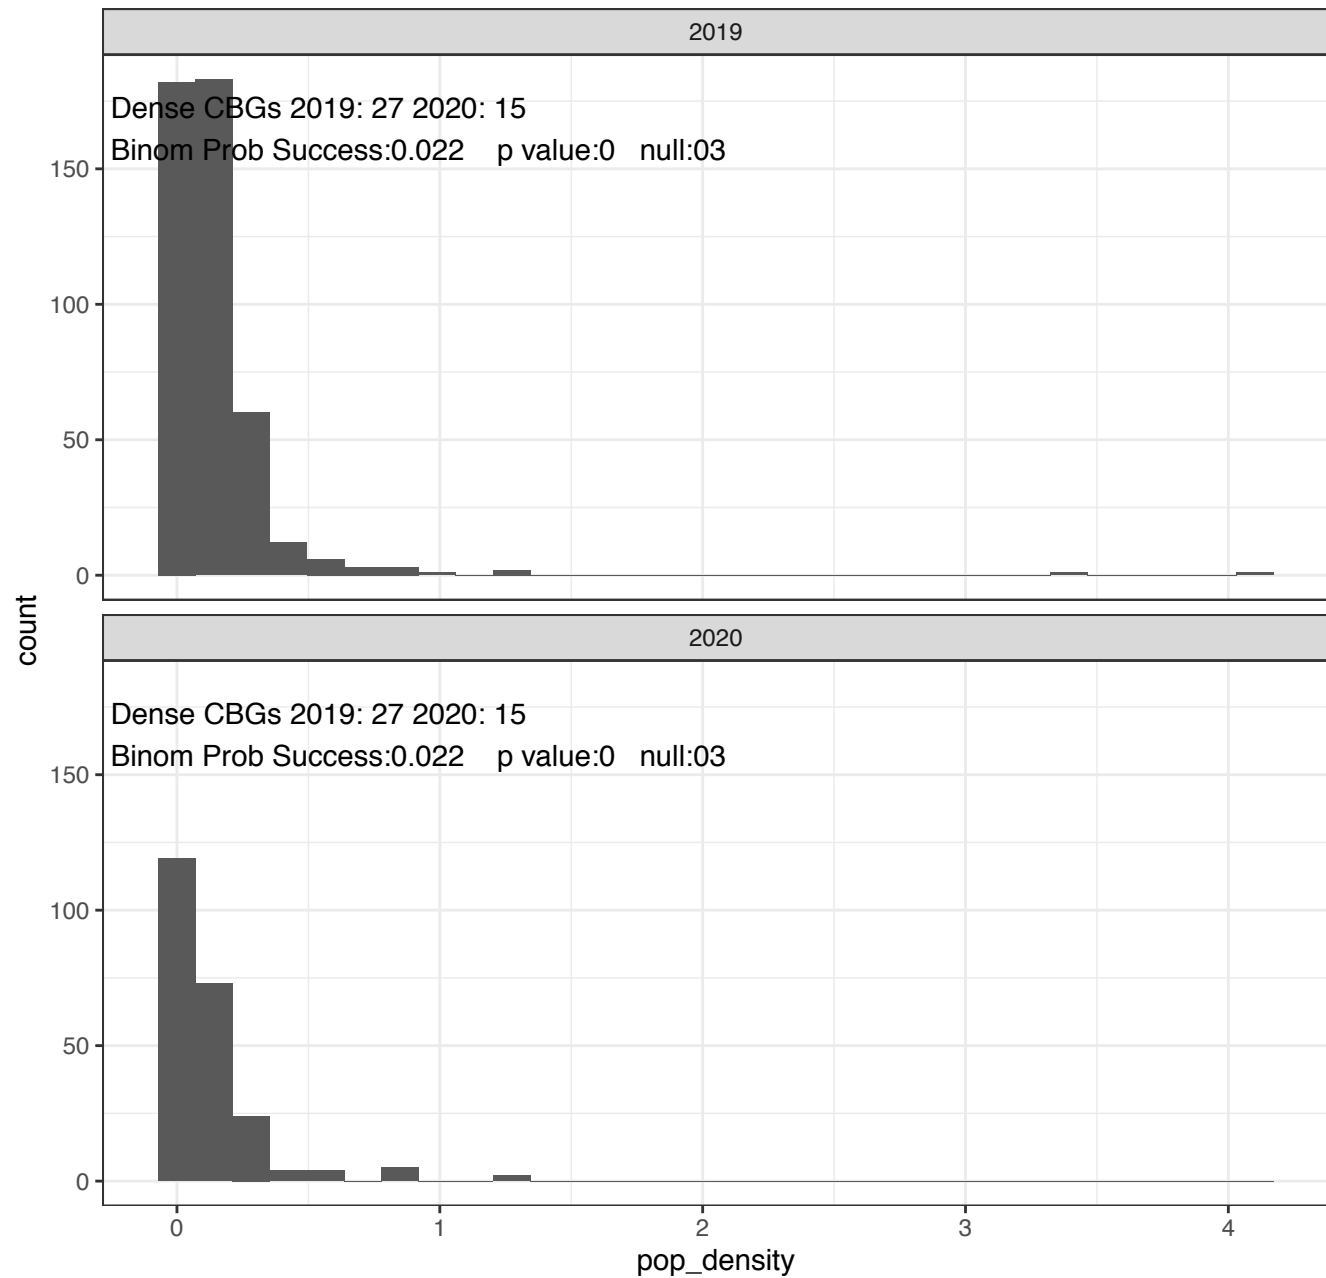 2019
Dense CBGs 2019: 27 2020: 15
Binom Prob Success:0.022 p value:0 null:03
150
100
50
0
count
2020
Dense CBGs 2019: 27 2020: 15
Binom Prob Success:0.022 p value:0 null:03
150
100
50
0
0 1 2 3 4
pop_density